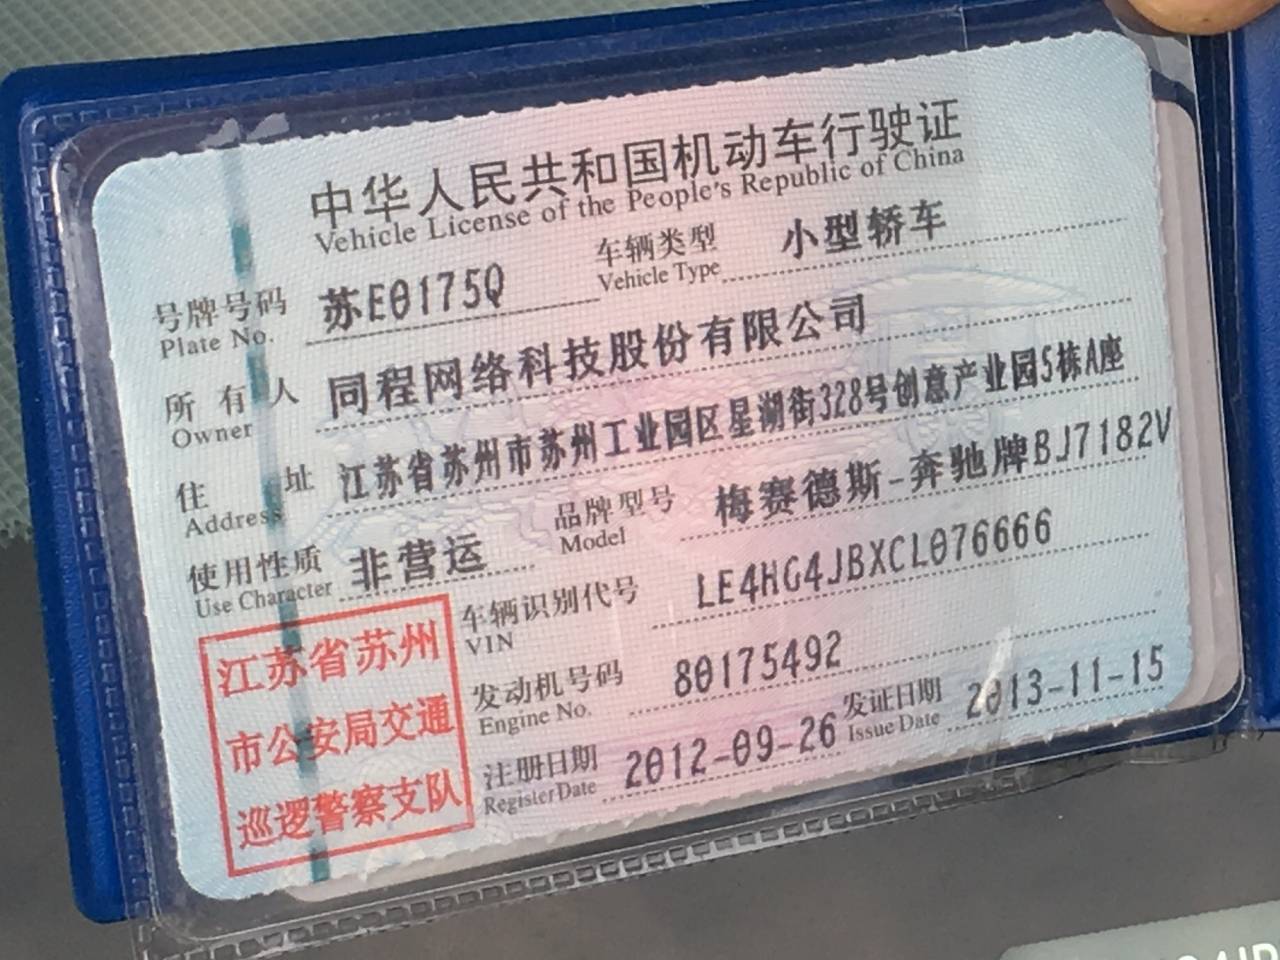 中华人民共和国机动车行驶证
Vehicle License of the People's Republic of China
号牌号码 苏E0175Q 车辆类型 小型轿车
Plate No. Vehicle Type
所有人 同程网络科技股份有限公司
Owner
住址 江苏省苏州市苏州工业园区星湖街328号创意产业园5栋A座
Address
使用性质 非营运 品牌型号 梅赛德斯-奔驰牌BJ7182V
Use Character Model
车辆识别代号 LE4HG4JBXCL076666
VIN
发动机号码 80175492
Engine No.
注册日期 2012-09-26 发证日期 2013-11-15
Register Date Issue Date
江苏省苏州
市公安局交通
巡逻警察支队